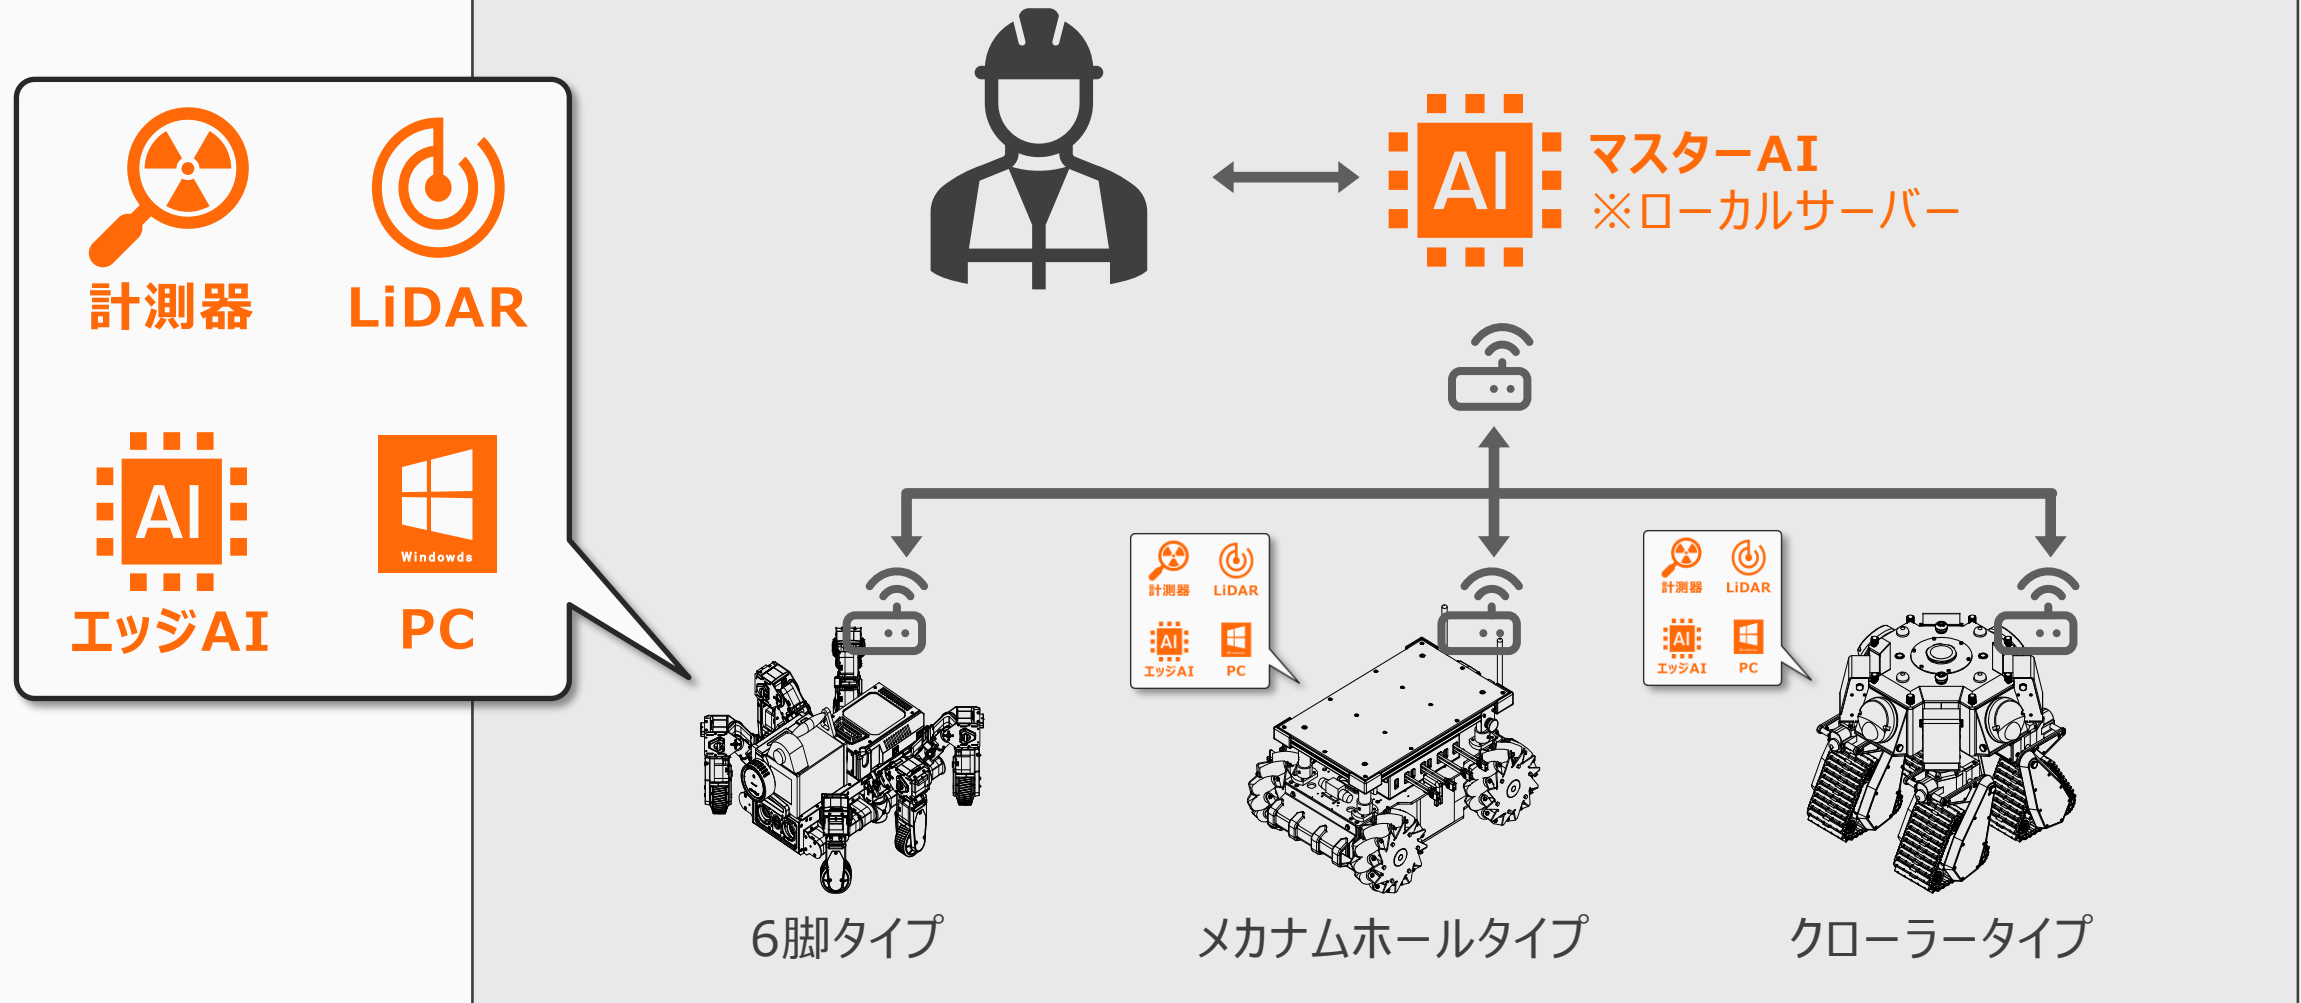 AI
マスターAI
※ローカルサーバー
計測器
LiDAR
AI
Windowds
エッジAI
PC
計測器
LiDAR
AI
エッジAI
PC
計測器
LiDAR
AI
エッジAI
PC
6脚タイプ
メカナムホールタイプ
クローラータイプ